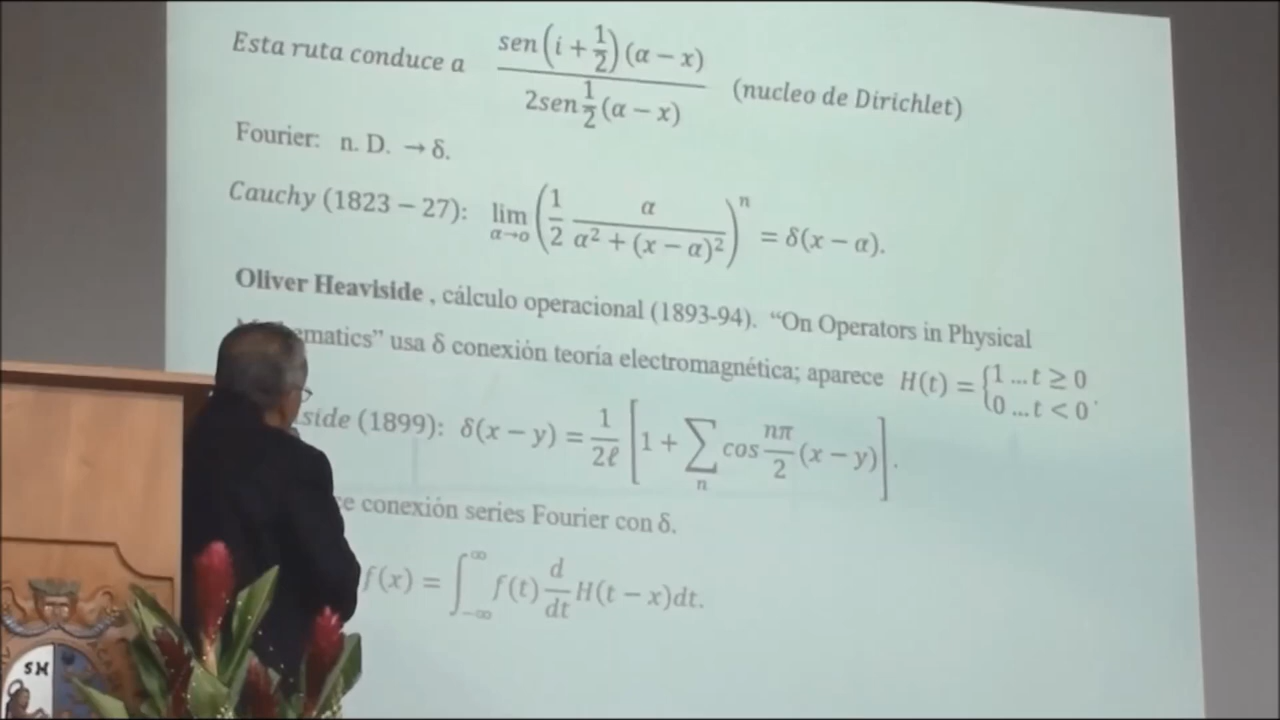 Esta ruta conduce a sen(i + 1/2)(α − x) / 2sen 1/2 (α − x) (nucleo de Dirichlet)
Fourier: n. D. → δ.
Cauchy (1823 – 27): lim α→o (1/2 α/(α² + (x − α)²))ⁿ = δ(x − α).
Oliver Heaviside , cálculo operacional (1893-94). “On Operators in Physical
ematics” usa δ conexión teoría electromagnética; aparece H(t) = {1 ... t ≥ 0 0 ... t < 0 .
side (1899): δ(x − y) = 1/2ℓ [1 + ∑ n cos nπ/2 (x − y)].
conexión series Fourier con δ.
f(x) = ∫_−∞^∞ f(t) d/dt H(t − x)dt.
SN